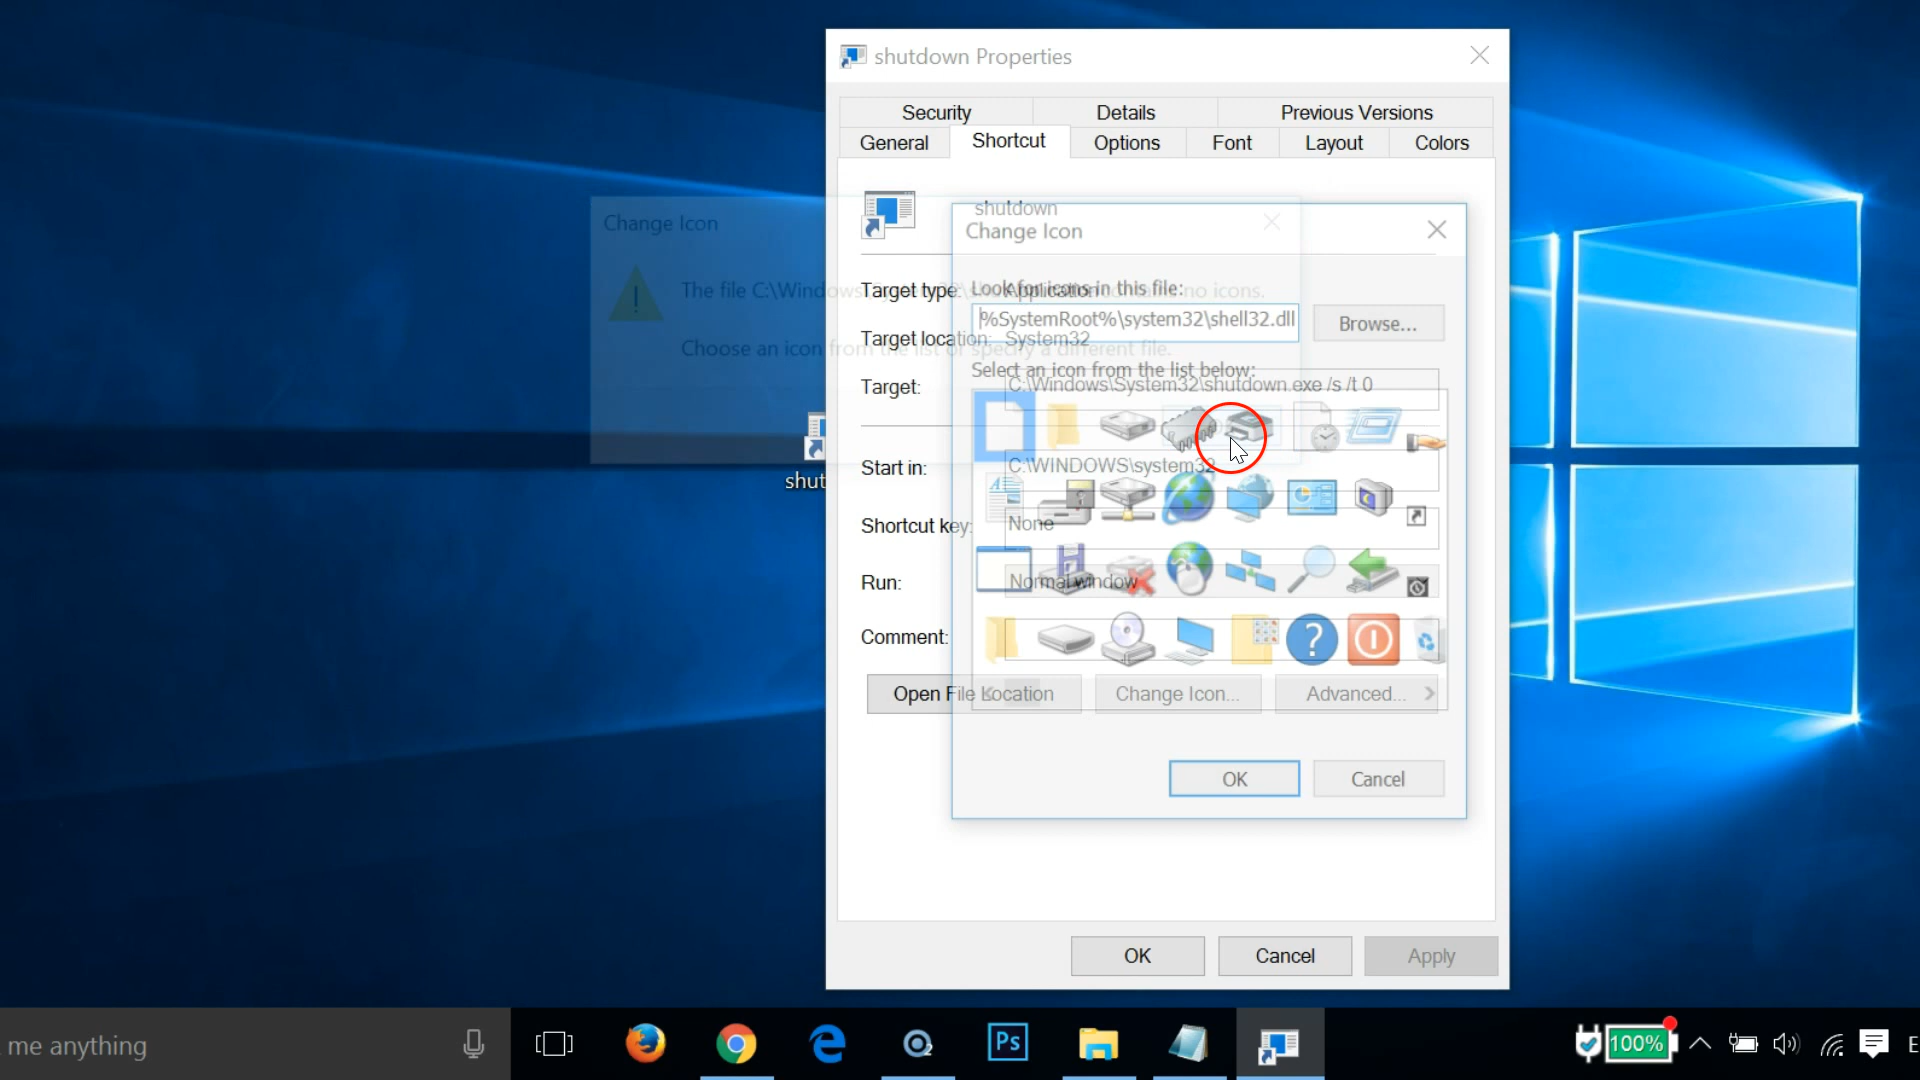 shutdown Properties
Security Details Previous Versions
General Shortcut Options Font Layout Colors
shutdown
Change Icon
Change Icon
Target type: Application
Look for icons in this file:
The file C:\Windows\ contains no icons.
%SystemRoot%\system32\shell32.dll Browse...
Target location: System32
Choose an icon from the list or specify a different file.
Select an icon from the list below:
Target: C:\Windows\System32\shutdown.exe /s /t 0
Start in: C:\WINDOWS\system32
shut
Shortcut key: None
Run: Normal window
Comment:
Open File Location Change Icon... Advanced...
OK Cancel
OK Cancel Apply
me anything
Ps
100%
E